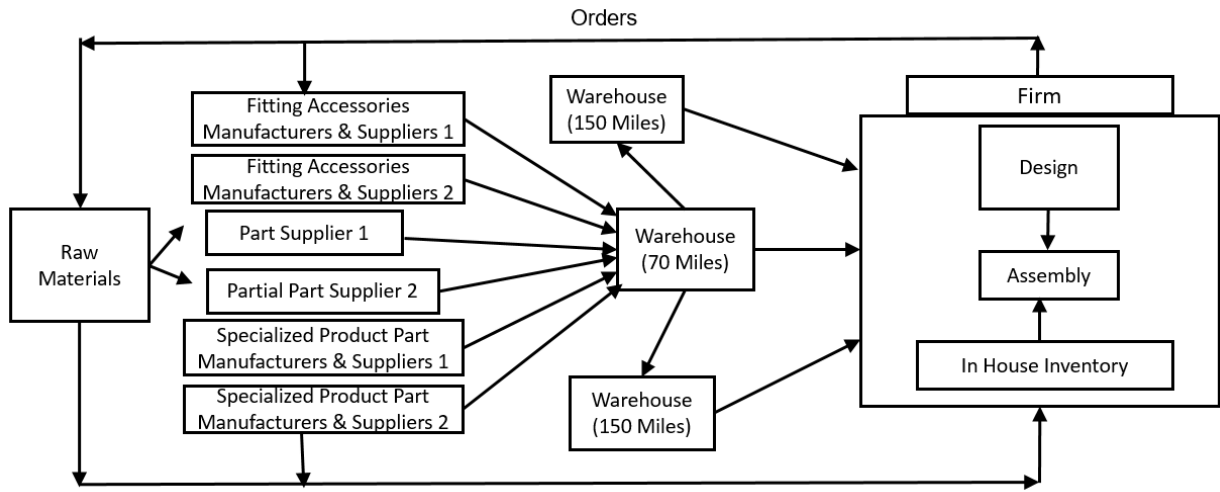 Orders
Firm
Fitting Accessories
Manufacturers & Suppliers 1
Warehouse
(150 Miles)
Fitting Accessories
Manufacturers & Suppliers 2
Design
Raw
Materials
Part Supplier 1
Warehouse
(70 Miles)
Partial Part Supplier 2
Assembly
Specialized Product Part
Manufacturers & Suppliers 1
In House Inventory
Specialized Product Part
Manufacturers & Suppliers 2
Warehouse
(150 Miles)